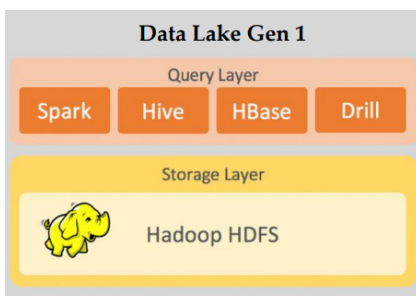 Data Lake Gen 1
Query Layer
Spark Hive HBase Drill
Storage Layer
Hadoop HDFS